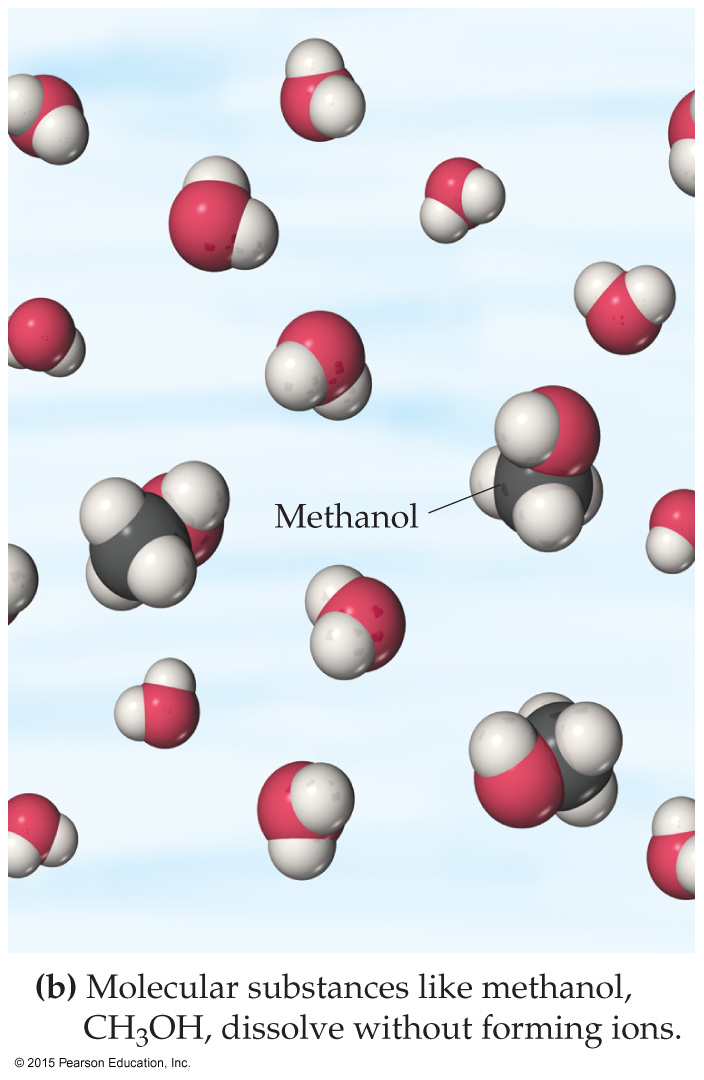 Methanol
(b) Molecular substances like methanol,
CH₃OH, dissolve without forming ions.
© 2015 Pearson Education, Inc.